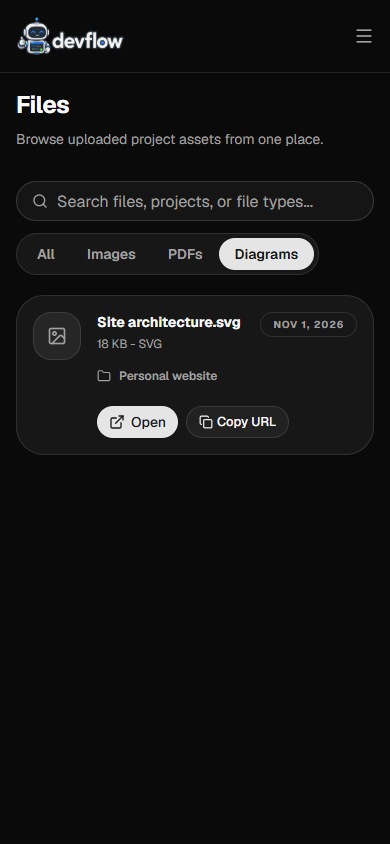 devflow
Files
Browse uploaded project assets from one place.
Search files, projects, or file types...
All Images PDFs Diagrams
Site architecture.svg NOV 1, 2026
18 KB - SVG
Personal website
Open Copy URL